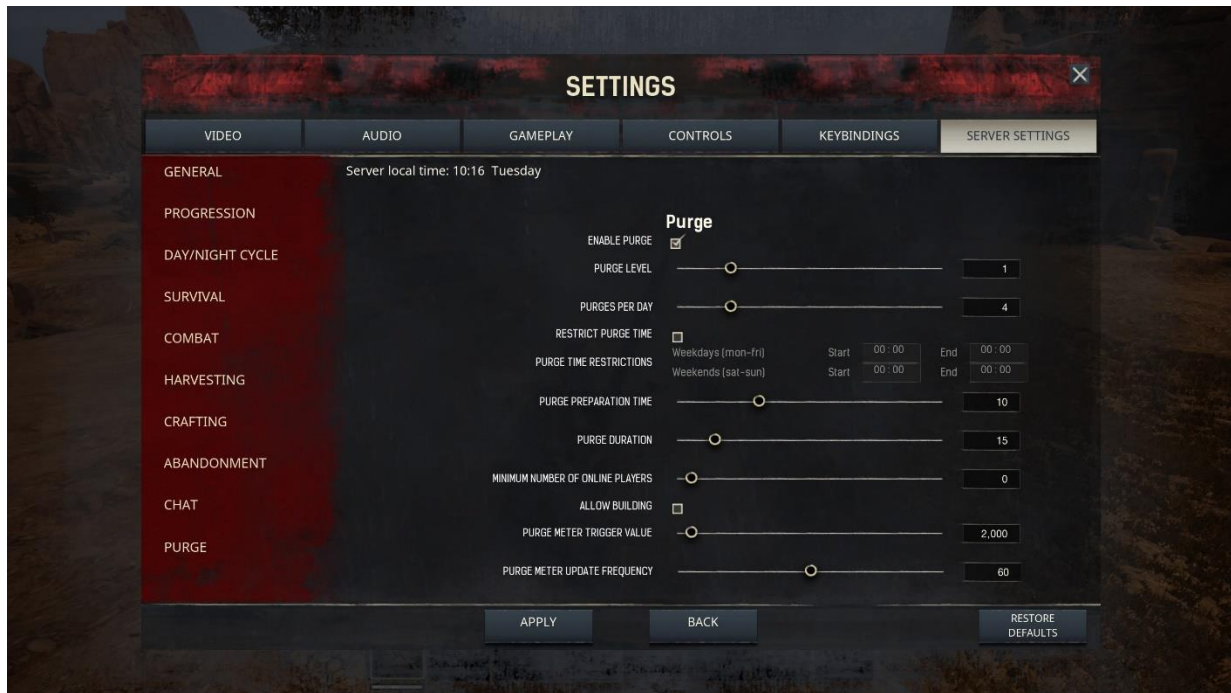 SETTINGS
VIDEO AUDIO GAMEPLAY CONTROLS KEYBINDINGS SERVER SETTINGS
GENERAL
PROGRESSION
DAY/NIGHT CYCLE
SURVIVAL
COMBAT
HARVESTING
CRAFTING
ABANDONMENT
CHAT
PURGE
Server local time: 10:16 Tuesday
Purge
ENABLE PURGE
PURGE LEVEL 1
PURGES PER DAY 4
RESTRICT PURGE TIME
PURGE TIME RESTRICTIONS
Weekdays (mon-fri) Start 00:00 End 00:00
Weekends (sat-sun) Start 00:00 End 00:00
PURGE PREPARATION TIME 10
PURGE DURATION 15
MINIMUM NUMBER OF ONLINE PLAYERS 0
ALLOW BUILDING
PURGE METER TRIGGER VALUE 2,000
PURGE METER UPDATE FREQUENCY 60
APPLY BACK RESTORE
DEFAULTS